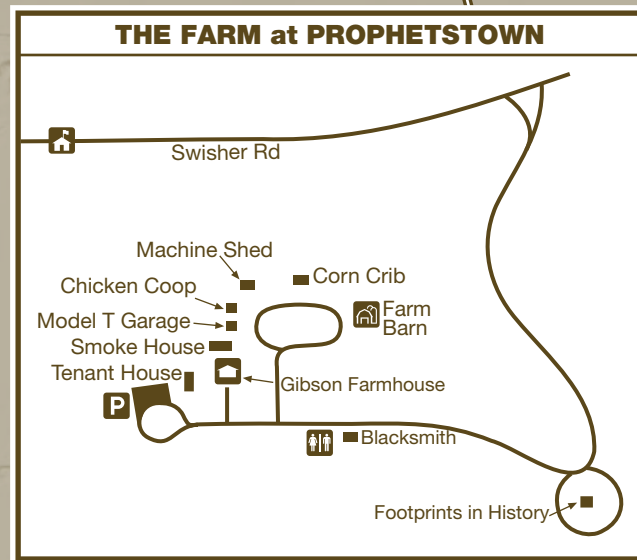 THE FARM at PROPHETSTOWN
Swisher Rd
Machine Shed
Corn Crib
Chicken Coop
Farm
Barn
Model T Garage
Smoke House
Tenant House
Gibson Farmhouse
P
Blacksmith
Footprints in History